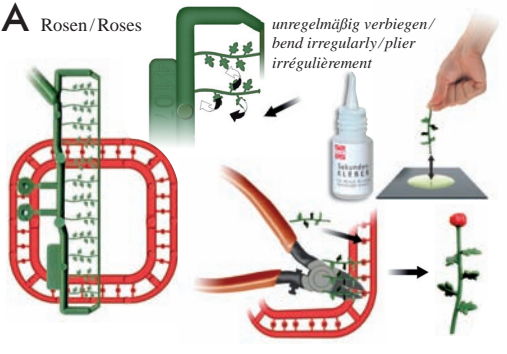 A Rosen/Roses
unregelmäßig verbiegen/
bend irregularly/plier
irrégulièrement
Sekunden-
KLEBER